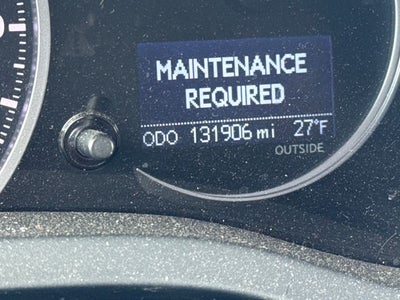 MAINTENANCE
REQUIRED
ODO 131906 mi 27°F
OUTSIDE